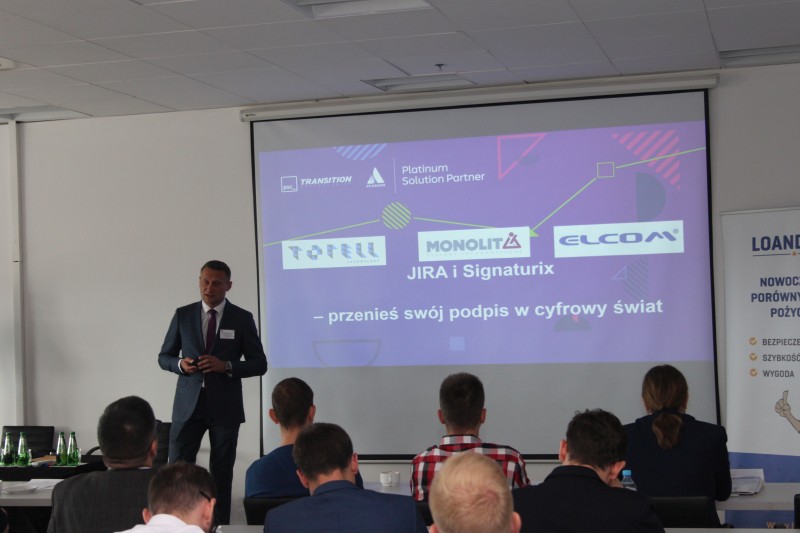 TRANSITION
Platinum
Solution Partner
TOTELL
MONOLIT
ELCOM®
JIRA i Signaturix
– przenieś swój podpis w cyfrowy świat
LOAND
NOWOCZ
PORÓWNY
POŻYC
BEZPIECZE
SZYBKOŚĆ
WYGODA